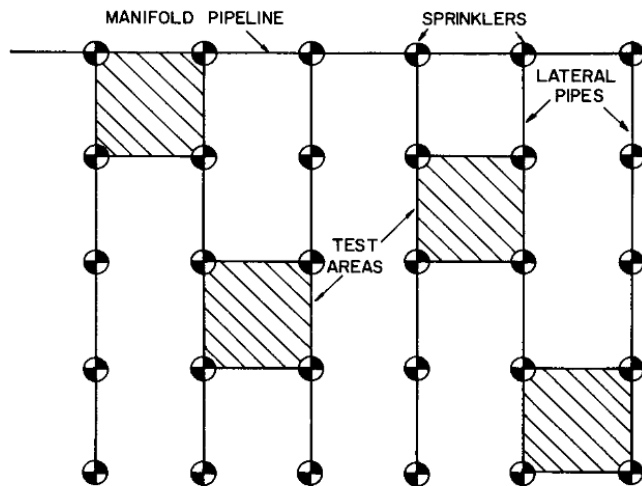 MANIFOLD PIPELINE
SPRINKLERS
LATERAL
PIPES
TEST
AREAS